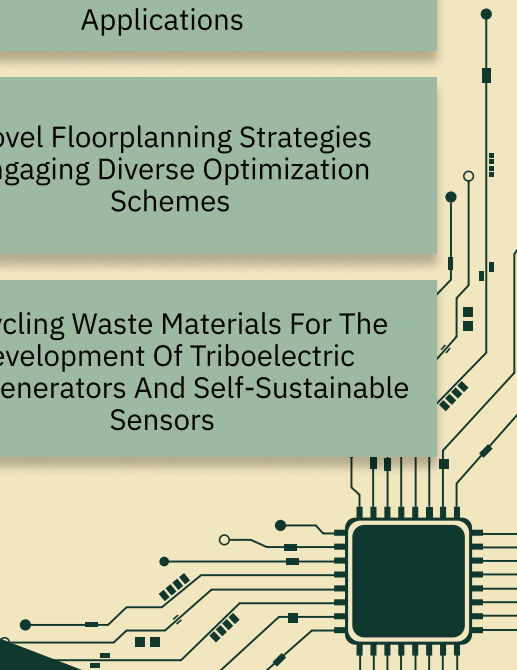 Applications
ovel Floorplanning Strategies
ngaging Diverse Optimization
Schemes
ycling Waste Materials For The
evelopment Of Triboelectric
enerators And Self-Sustainable
Sensors